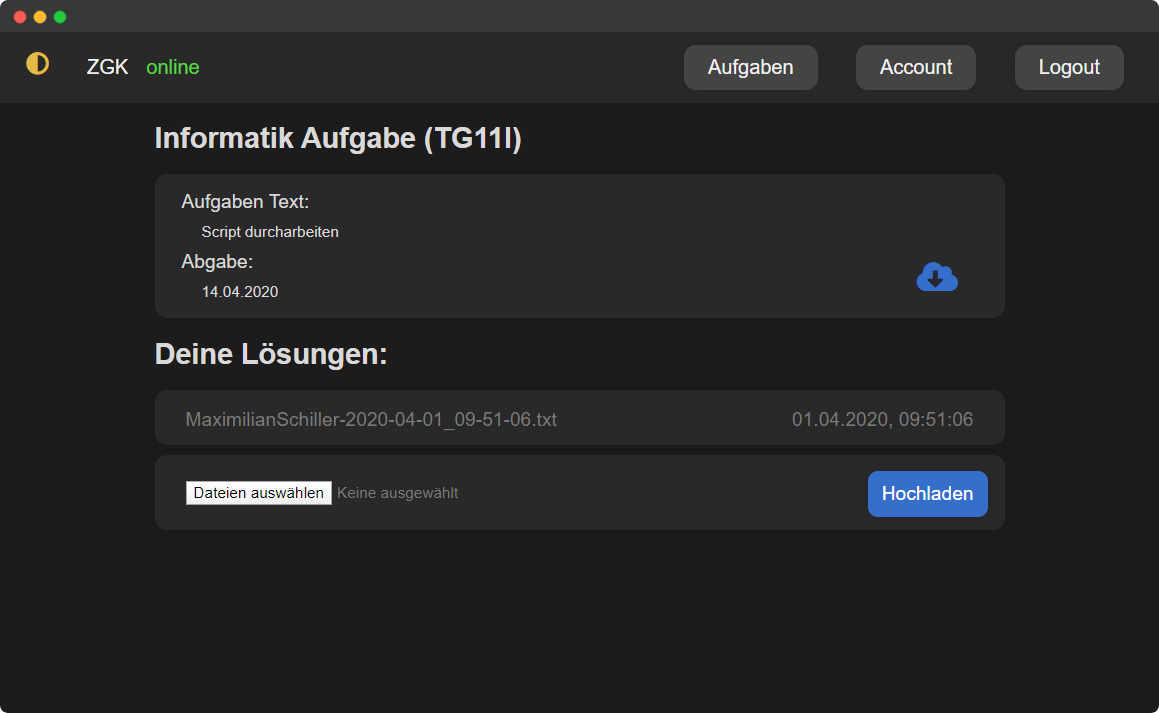 ZGK online Aufgaben Account Logout
Informatik Aufgabe (TG11I)
Aufgaben Text:
Script durcharbeiten
Abgabe:
14.04.2020
Deine Lösungen:
MaximilianSchiller-2020-04-01_09-51-06.txt 01.04.2020, 09:51:06
Dateien auswählen Keine ausgewählt Hochladen